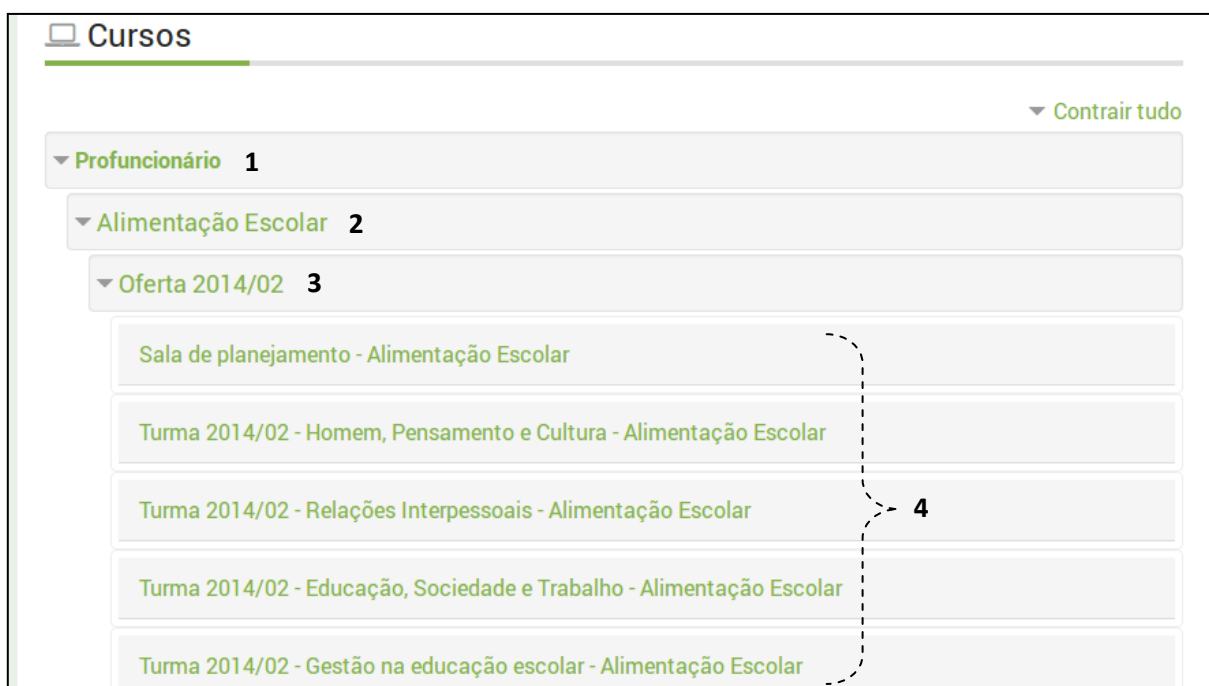 Cursos
Contrair tudo
Profuncionário 1
Alimentação Escolar 2
Oferta 2014/02 3
Sala de planejamento - Alimentação Escolar
Turma 2014/02 - Homem, Pensamento e Cultura - Alimentação Escolar
Turma 2014/02 - Relações Interpessoais - Alimentação Escolar
4
Turma 2014/02 - Educação, Sociedade e Trabalho - Alimentação Escolar
Turma 2014/02 - Gestão na educação escolar - Alimentação Escolar